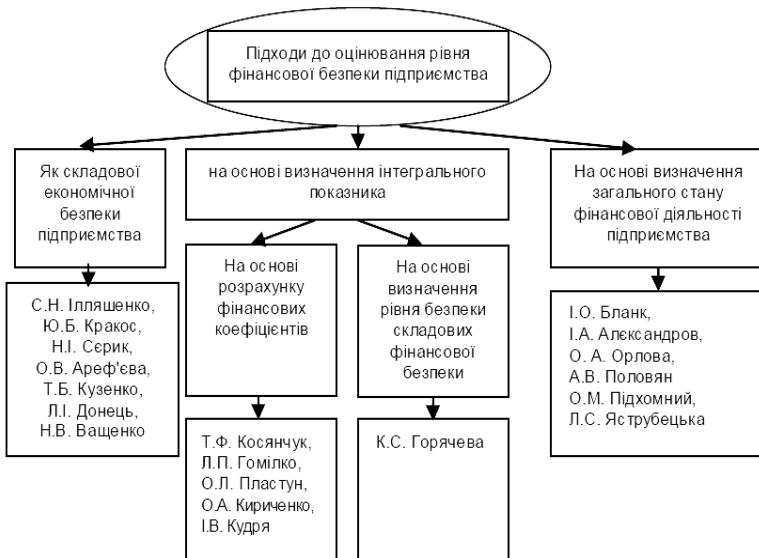 Підходи до оцінювання рівня
фінансової безпеки підприємства
Як складової
економічної
безпеки
підприємства
на основі визначення інтегрального
показника
На основі визначення
загального стану
фінансової діяльності
підприємства
На основі
розрахунку
фінансових
коефіцієнтів
На основі
визначення
рівня безпеки
складових
фінансової
безпеки
С.Н. Ілляшенко,
Ю.Б. Кракос,
Н.І. Сєрик,
О.В. Ареф'єва,
Т.Б. Кузенко,
Л.І. Донець,
Н.В. Ващенко
Т.Ф. Косянчук,
Л.П. Гомілко,
О.Л. Пластун,
О.А. Кириченко,
І.В. Кудря
К.С. Горячева
І.О. Бланк,
І.А. Алєксандров,
О. А. Орлова,
А.В. Половян
О.М. Підхомний,
Л.С. Яструбецька